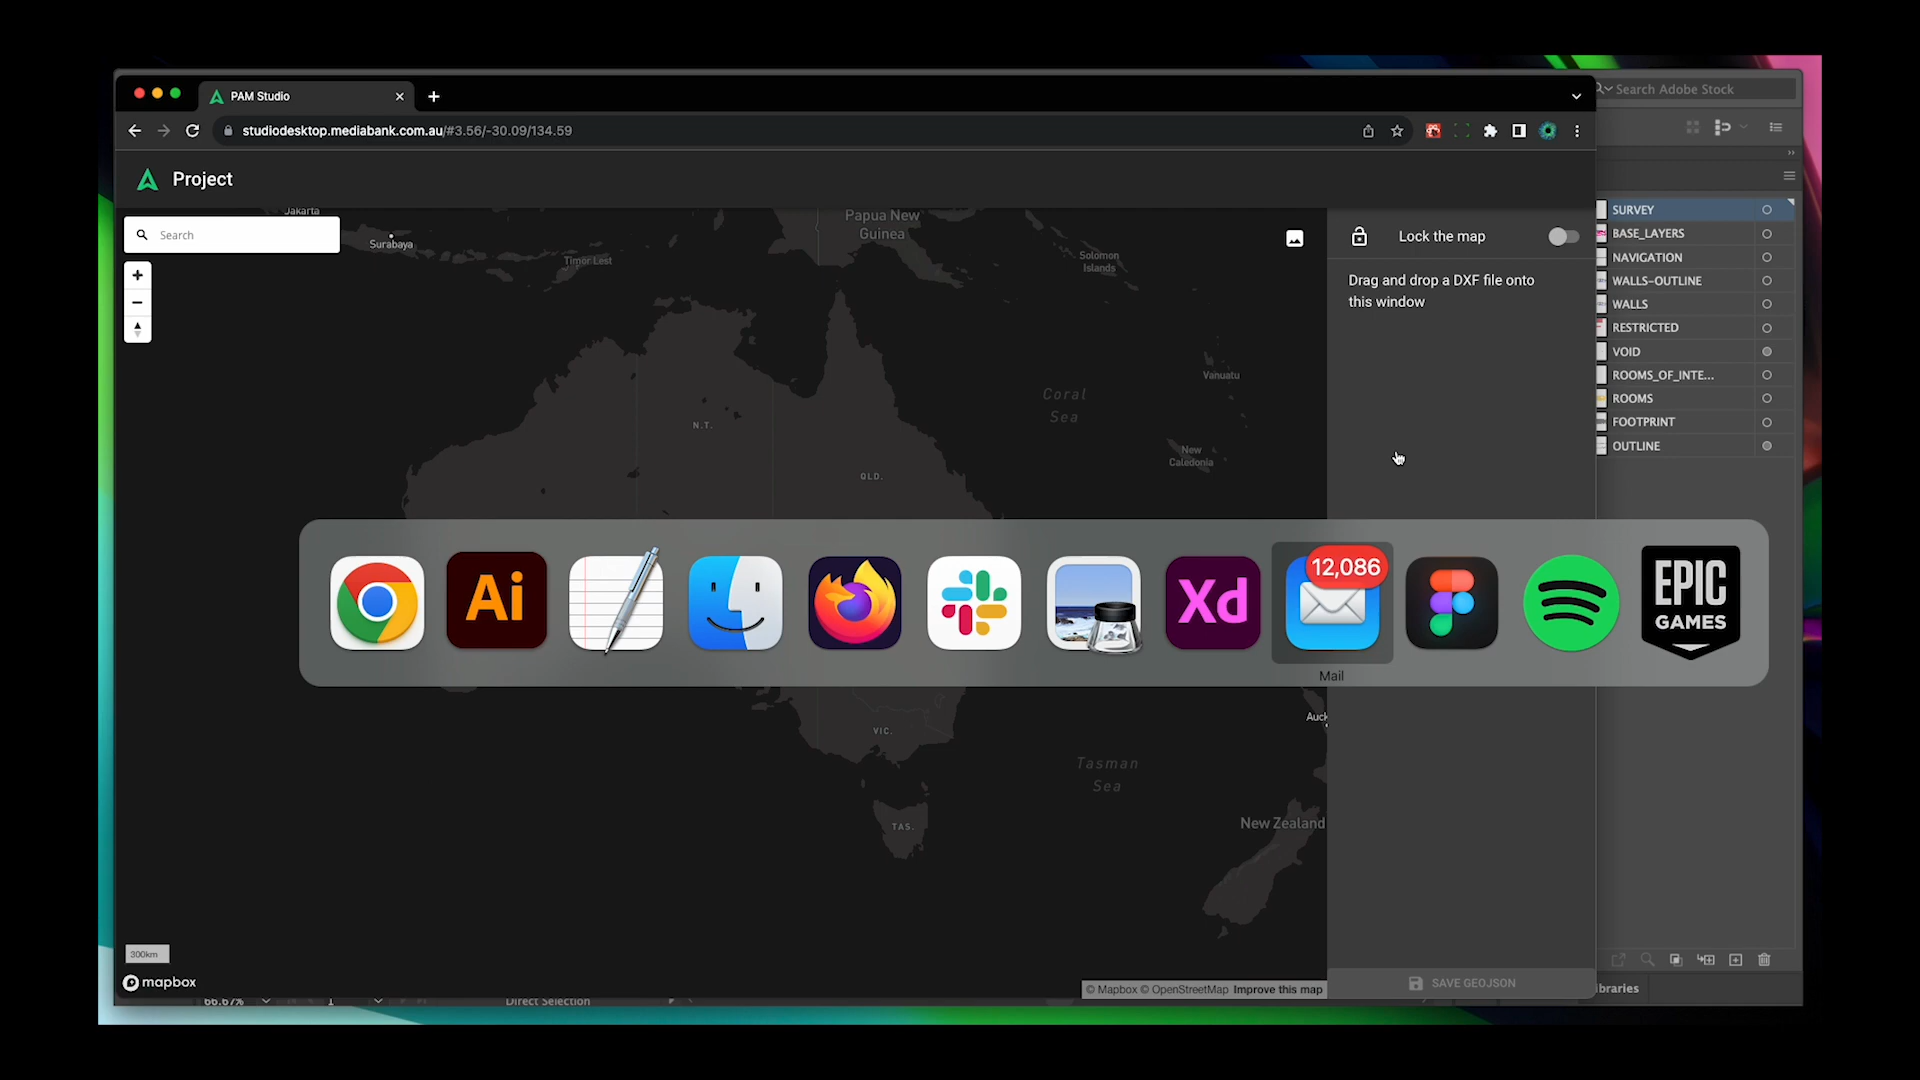 PAM Studio
Search Adobe Stock
studiodesktop.mediabank.com.au/#3.56/-30.09/134.59
Project
Jakarta
Search
Surabaya
Timor Lest
Papua New
Guinea
Solomon
Islands
Lock the map
Drag and drop a DXF file onto
this window
SURVEY
BASE_LAYERS
NAVIGATION
WALLS-OUTLINE
WALLS
RESTRICTED
VOID
ROOMS_OF_INTE...
ROOMS
FOOTPRINT
OUTLINE
Vanuatu
Coral
Sea
N.T.
New
Caledonia
QLD.
Ai
Xd
12,086
EPIC
GAMES
Mail
Auck
VIC.
Tasman
Sea
New Zealand
TAS.
300km
mapbox
© Mapbox © OpenStreetMap Improve this map
SAVE GEOJSON
braries
66.67%
1
Direct Selection